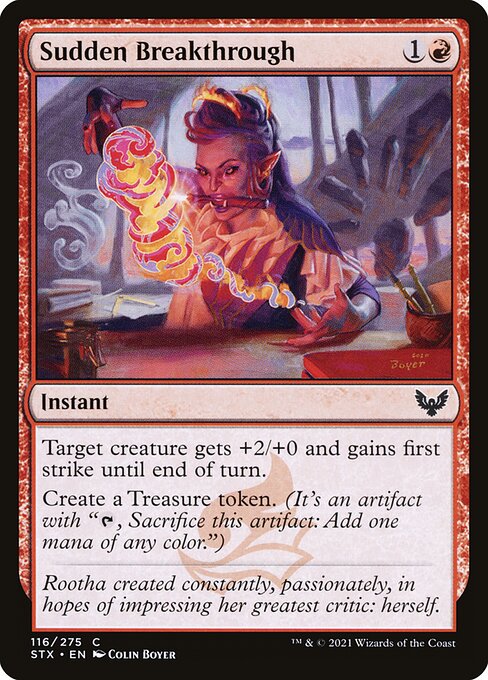 Sudden Breakthrough 1
2020
Boyer
Instant
Target creature gets +2/+0 and gains first
strike until end of turn.
Create a Treasure token. (It's an artifact
with “, Sacrifice this artifact: Add one
mana of any color.”)
Rootha created constantly, passionately, in
hopes of impressing her greatest critic: herself.
116/275 C
STX • EN Colin Boyer
™ & © 2021 Wizards of the Coast